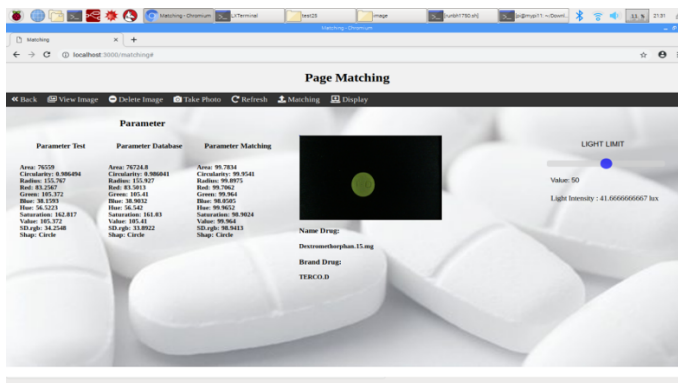 Matching - Chromium
LXTerminal
test25
image
21:31
Matching - Chromium
Matching
localhost:3000/matching#
Page Matching
Back View Image Delete Image Take Photo Refresh Matching Display
Parameter
Parameter Test Parameter Database Parameter Matching
Area: 76559 Area: 76724.8 Area: 99.7834
Circularity: 0.986494 Circularity: 0.986041 Circularity: 99.9541
Radius: 155.767 Radius: 155.927 Radius: 99.8975
Red: 83.2567 Red: 83.5013 Red: 99.7062
Green: 105.372 Green: 105.41 Green: 99.964
Blue: 38.1593 Blue: 38.9032 Blue: 98.0505
Hue: 56.5223 Hue: 56.542 Hue: 99.9652
Saturation: 162.817 Saturation: 161.83 Saturation: 98.9824
Value: 105.372 Value: 105.41 Value: 99.964
SD.rgb: 34.2548 SD.rgb: 33.8922 SD.rgb: 98.9413
Shap: Circle Shap: Circle Shap: Circle
Name Drug:
Dextromethorphan.15.mg
Brand Drug:
TERCO.D
LIGHT LIMIT
Value: 50
Light Intensity : 41.6666666667 lux